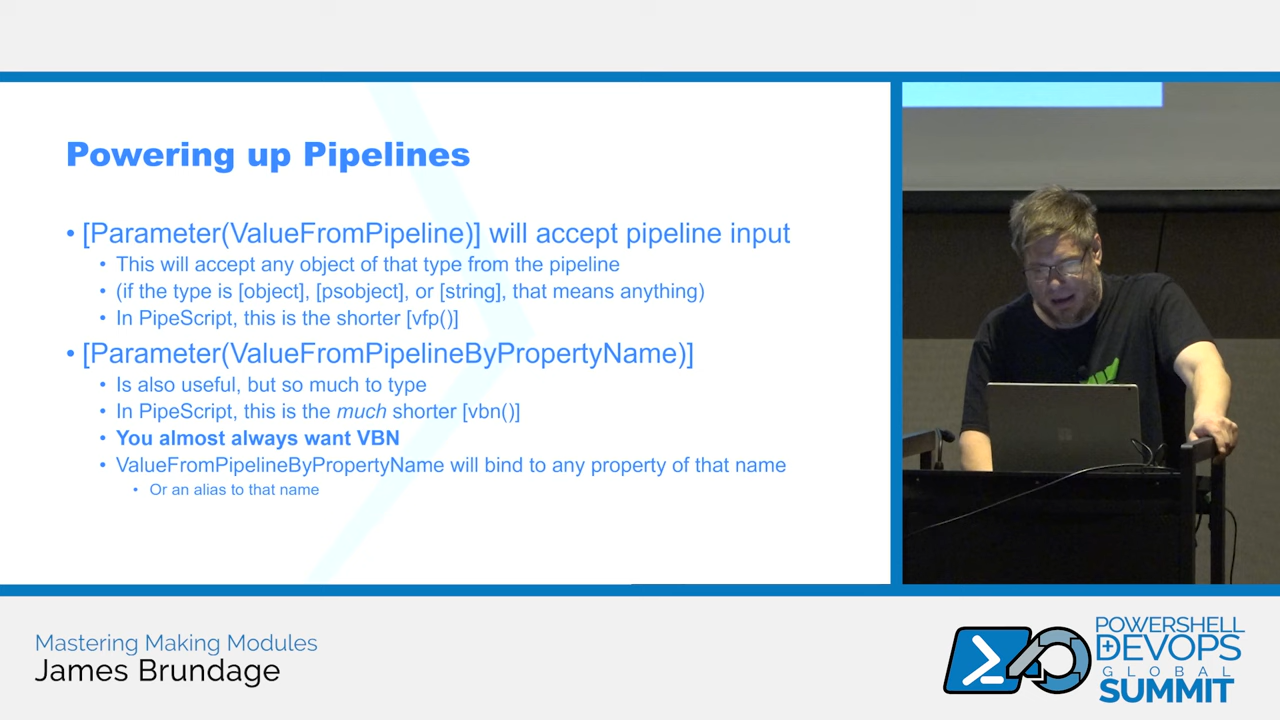 Powering up Pipelines
• [Parameter(ValueFromPipeline)] will accept pipeline input
• This will accept any object of that type from the pipeline
• (if the type is [object], [psobject], or [string], that means anything)
• In PipeScript, this is the shorter [vfp()]
• [Parameter(ValueFromPipelineByPropertyName)]
• Is also useful, but so much to type
• In PipeScript, this is the much shorter [vbn()]
• You almost always want VBN
• ValueFromPipelineByPropertyName will bind to any property of that name
• Or an alias to that name
Mastering Making Modules
James Brundage
POWERSHELL
DEVOPS
GLOBAL
SUMMIT